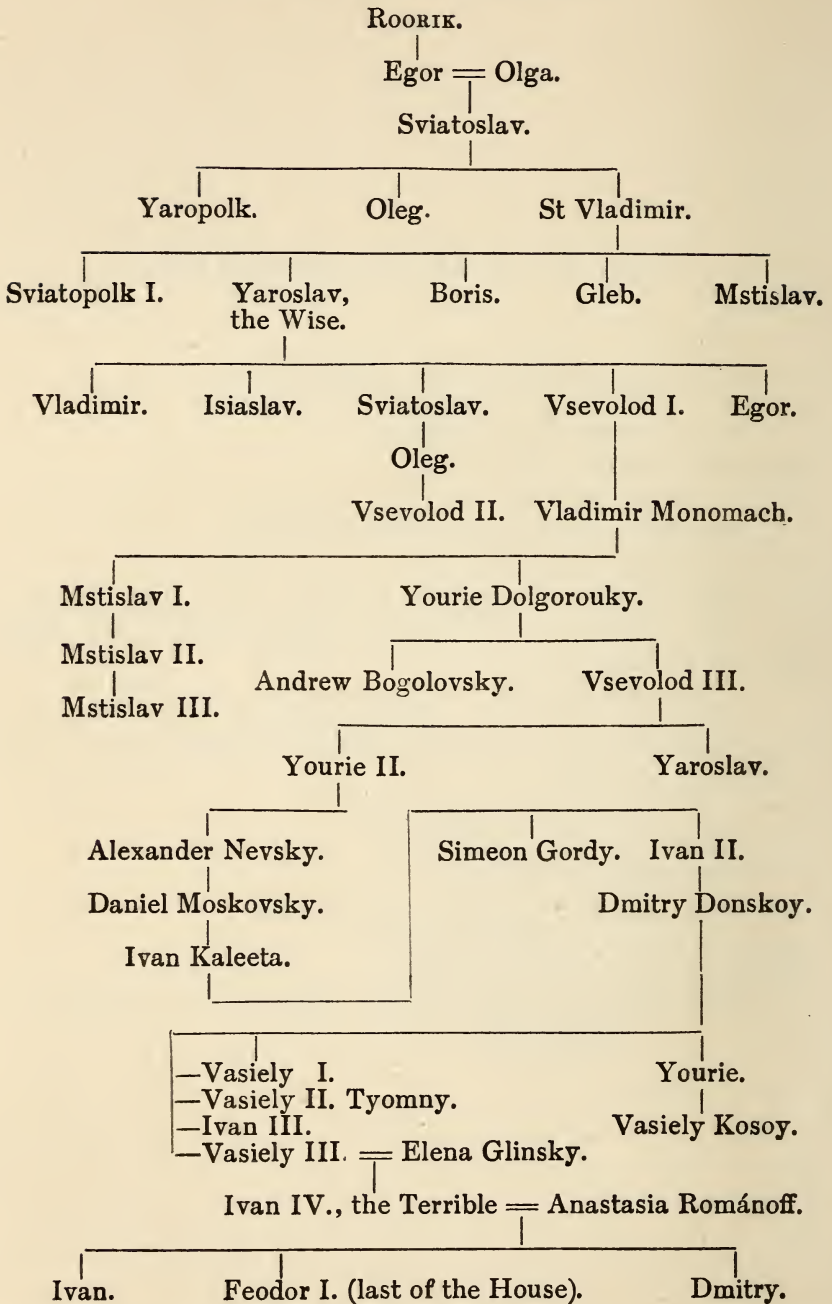 ROORIK.
Egor = Olga.
Sviatoslav.
Yaropolk. Oleg. St Vladimir.
Sviatopolk I. Yaroslav, Boris. Gleb. Mstislav.
the Wise.
Vladimir. Isiaslav. Sviatoslav. Vsevolod I. Egor.
Oleg.
Vsevolod II. Vladimir Monomach.
Mstislav I. Yourie Dolgorouky.
Mstislav II.
Andrew Bogolovsky. Vsevolod III.
Mstislav III.
Yourie II. Yaroslav.
Alexander Nevsky. Simeon Gordy. Ivan II.
Daniel Moskovsky. Dmitry Donskoy.
Ivan Kaleeta.
—Vasiely I. Yourie.
—Vasiely II. Tyomny.
—Ivan III. Vasiely Kosoy.
—Vasiely III. = Elena Glinsky.
Ivan IV., the Terrible = Anastasia Románoff.
Ivan. Feodor I. (last of the House). Dmitry.